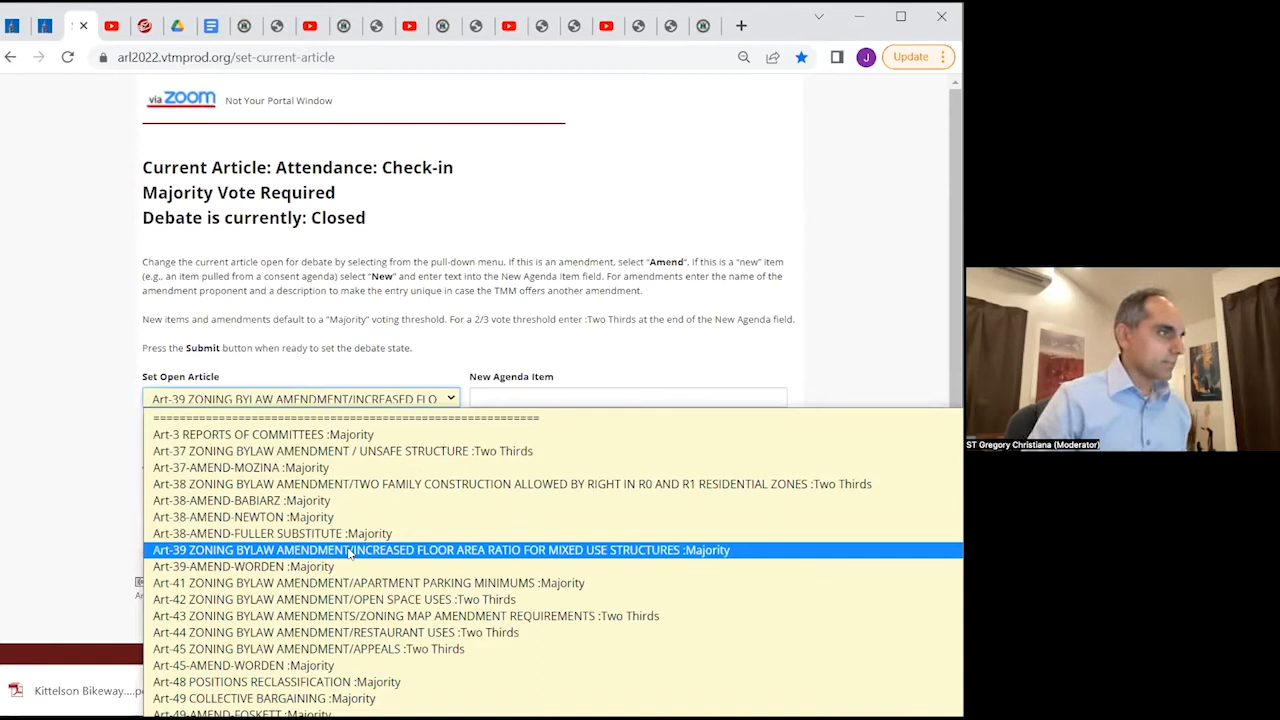 arl2022.vtmprod.org/set-current-article
J
Update
via zoom Not Your Portal Window
Current Article: Attendance: Check-in
Majority Vote Required
Debate is currently: Closed
Change the current article open for debate by selecting from the pull-down menu. If this is an amendment, select "Amend". If this is a "new" item
(e.g., an item pulled from a consent agenda) select "New" and enter text into the New Agenda Item field. For amendments enter the name of the
amendment proponent and a description to make the entry unique in case the TMM offers another amendment.
New items and amendments default to a "Majority" voting threshold. For a 2/3 vote threshold enter :Two Thirds at the end of the New Agenda field.
Press the Submit button when ready to set the debate state.
Set Open Article New Agenda Item
Art-39 ZONING BYLAW AMENDMENT/INCREASED FLO
=========================================================
Art-3 REPORTS OF COMMITTEES :Majority
Art-37 ZONING BYLAW AMENDMENT / UNSAFE STRUCTURE :Two Thirds
Art-37-AMEND-MOZINA :Majority
Art-38 ZONING BYLAW AMENDMENT/TWO FAMILY CONSTRUCTION ALLOWED BY RIGHT IN R0 AND R1 RESIDENTIAL ZONES :Two Thirds
Art-38-AMEND-BABIARZ :Majority
Art-38-AMEND-NEWTON :Majority
Art-38-AMEND-FULLER SUBSTITUTE :Majority
Art-39 ZONING BYLAW AMENDMENT/INCREASED FLOOR AREA RATIO FOR MIXED USE STRUCTURES :Majority
Art-39-AMEND-WORDEN :Majority
Art-41 ZONING BYLAW AMENDMENT/APARTMENT PARKING MINIMUMS :Majority
Art-42 ZONING BYLAW AMENDMENT/OPEN SPACE USES :Two Thirds
Art-43 ZONING BYLAW AMENDMENTS/ZONING MAP AMENDMENT REQUIREMENTS :Two Thirds
Art-44 ZONING BYLAW AMENDMENT/RESTAURANT USES :Two Thirds
Art-45 ZONING BYLAW AMENDMENT/APPEALS :Two Thirds
Art-45-AMEND-WORDEN :Majority
Art-48 POSITIONS RECLASSIFICATION :Majority
Art-49 COLLECTIVE BARGAINING :Majority
Art-49-AMEND-FOSKETT :Majority
Kittelson Bikeway....p
ST Gregory Christiana (Moderator)